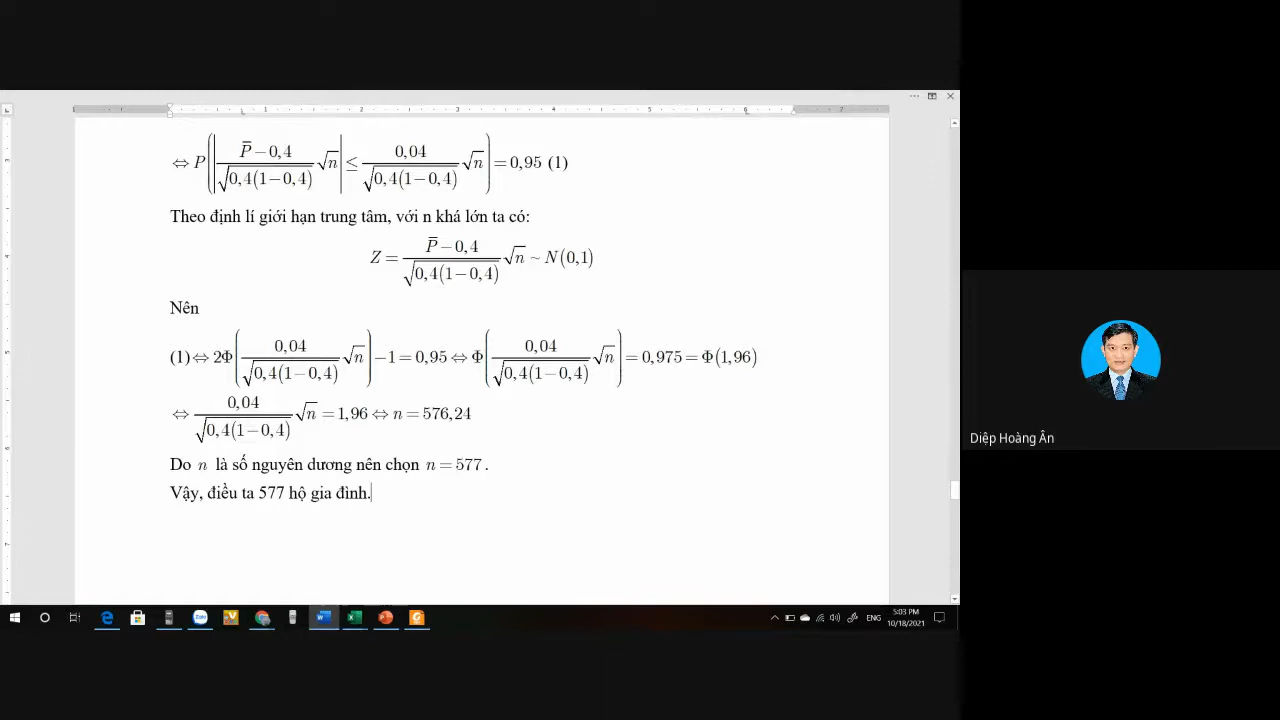 ⇔ P(|(P̅ − 0,4)/√(0,4(1−0,4)) √n| ≤ 0,04/√(0,4(1−0,4)) √n) = 0,95 (1)
Theo định lí giới hạn trung tâm, với n khá lớn ta có:
Z = (P̅ − 0,4)/√(0,4(1−0,4)) √n ~ N(0,1)
Nên
(1) ⇔ 2Φ(0,04/√(0,4(1−0,4)) √n) − 1 = 0,95 ⇔ Φ(0,04/√(0,4(1−0,4)) √n) = 0,975 = Φ(1,96)
⇔ 0,04/√(0,4(1−0,4)) √n = 1,96 ⇔ n = 576,24
Do n là số nguyên dương nên chọn n = 577.
Vậy, điều ta 577 hộ gia đình.
Diệp Hoàng Ân
Zalo
ENG
5:03 PM
10/18/2021